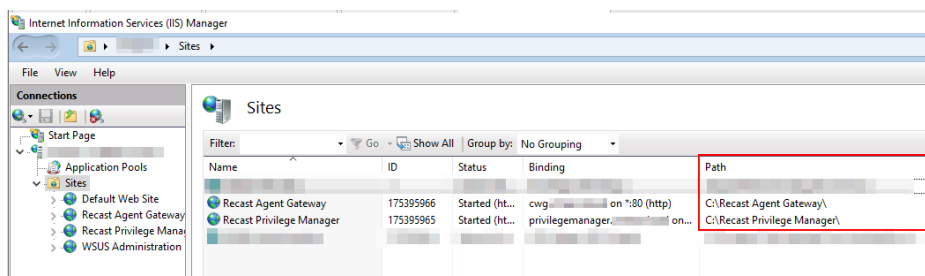 Internet Information Services (IIS) Manager
Sites
File View Help
Connections
Start Page
Application Pools
Sites
Default Web Site
Recast Agent Gateway
Recast Privilege Mana
WSUS Administration
Sites
Filter: Go Show All Group by: No Grouping
Name ID Status Binding Path
Recast Agent Gateway 175395966 Started (ht... cwg. on *:80 (http) C:\Recast Agent Gateway\
Recast Privilege Manager 175395965 Started (ht... privilegemanager. on... C:\Recast Privilege Manager\